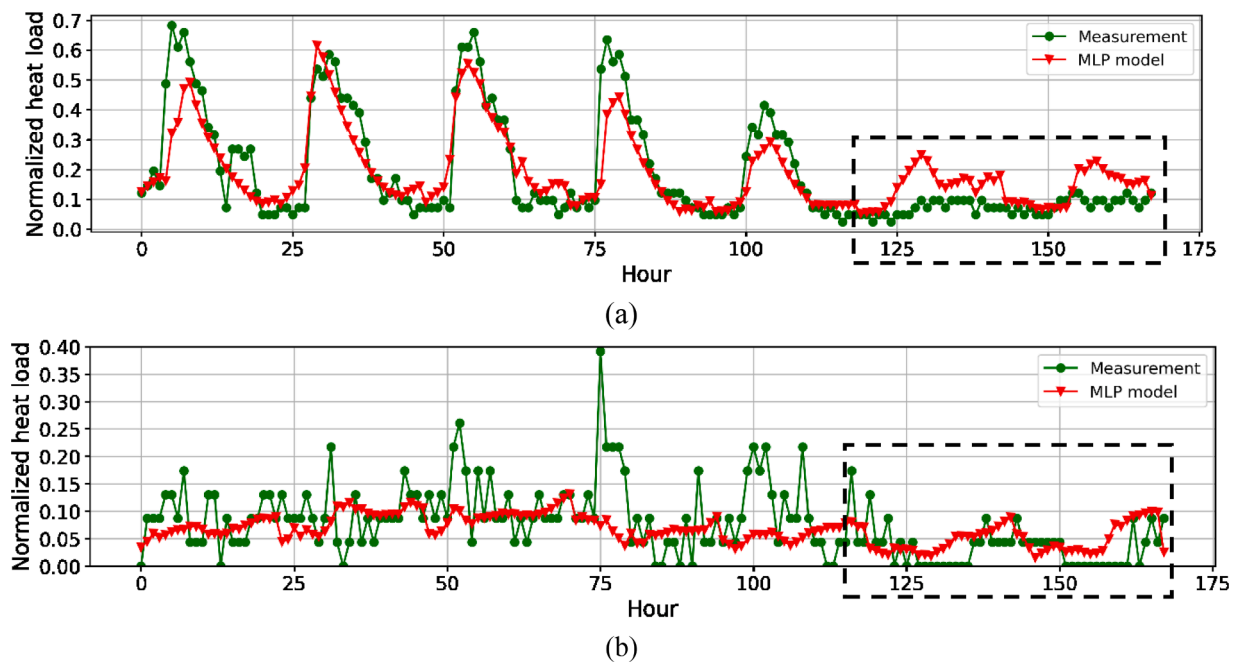 Normalized heat load
0.7
0.6
0.5
0.4
0.3
0.2
0.1
0.0
Measurement
MLP model
0 25 50 75 100 125 150 175
Hour
(a)
Normalized heat load
0.40
0.35
0.30
0.25
0.20
0.15
0.10
0.05
0.00
Measurement
MLP model
0 25 50 75 100 125 150 175
Hour
(b)